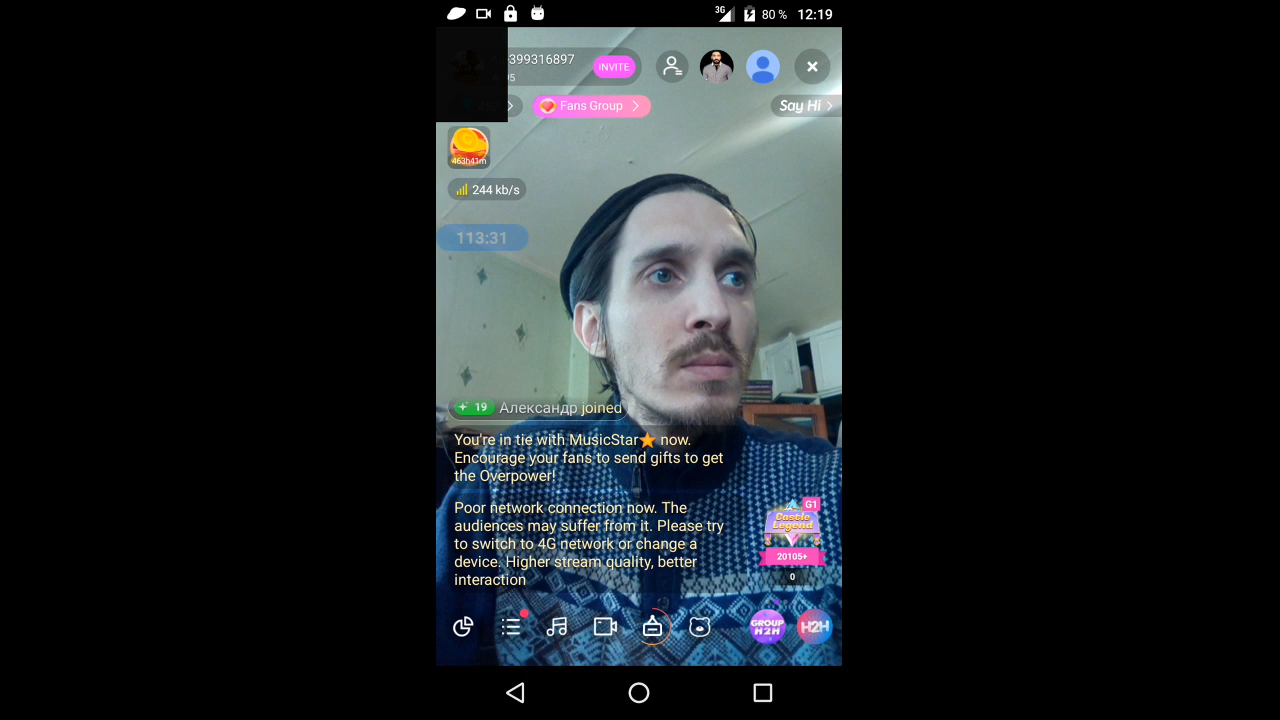 3G 80 % 12:19
399316897
INVITE
Fans Group
Say Hi
463h41m
244 kb/s
113:31
19 Александр joined
You're in tie with MusicStar⭐ now.
Encourage your fans to send gifts to get
the Overpower!
Poor network connection now. The
audiences may suffer from it. Please try
to switch to 4G network or change a
device. Higher stream quality, better
interaction
G1
Castle
Legend
20105+
0
GROUP
H2H
H2H